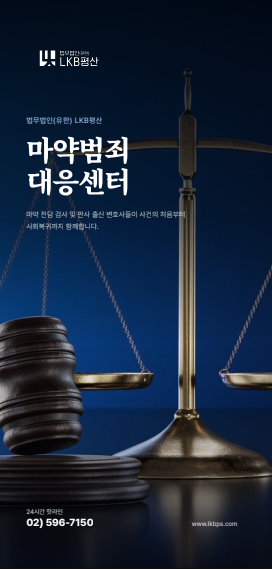 법무법인(유한)
LKB평산
법무법인(유한) LKB평산
마약범죄
대응센터
마약 전담 검사 및 판사 출신 변호사들이 사건의 처음부터
사회복귀까지 함께합니다.
24시간 핫라인
02) 596-7150
www.lkbps.com